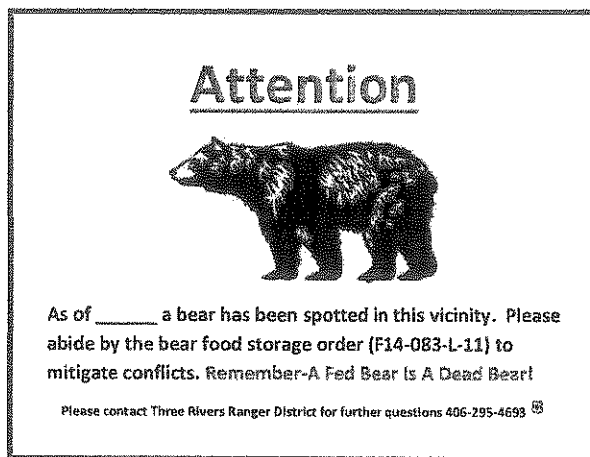 Attention
As of ______ a bear has been spotted in this vicinity. Please
abide by the bear food storage order (F14-083-L-11) to
mitigate conflicts. Remember-A Fed Bear Is A Dead Bear!
Please contact Three Rivers Ranger District for further questions 406-295-4693